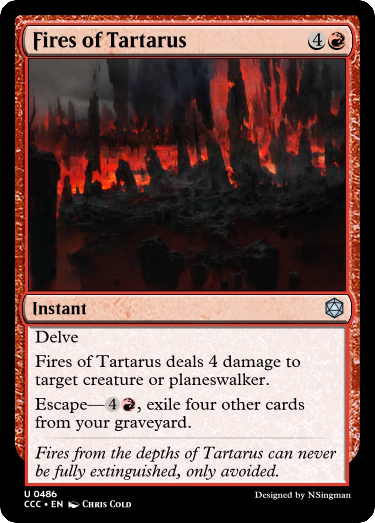 Fires of Tartarus 4
Instant
Delve
Fires of Tartarus deals 4 damage to
target creature or planeswalker.
Escape—4, exile four other cards
from your graveyard.
Fires from the depths of Tartarus can never
be fully extinguished, only avoided.
U 0486
CCC • EN Chris Cold
Designed by NSingman